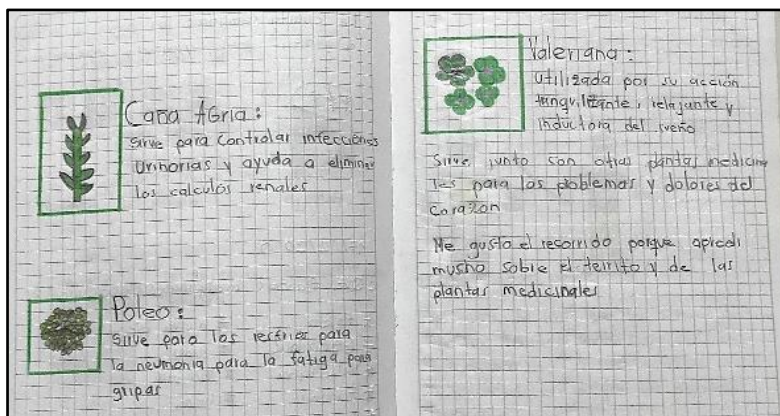 Caña AGria:
Sirve para controlar infecciones
Urinarias y ayuda a eliminar
los calculos renales
Poleo:
Sirve para los resfrios para
la neumonia para la fatiga para
gripas
Valeriana:
Utilizada por su acción
tranquilizante, relajante y
inductora del sueño
Sirve junto con otras plantas medicina
les para los problemas y dolores del
Corazon
Me gusto el recorrido porque apredi
mucho sobre el territo y de las
plantas medicinales